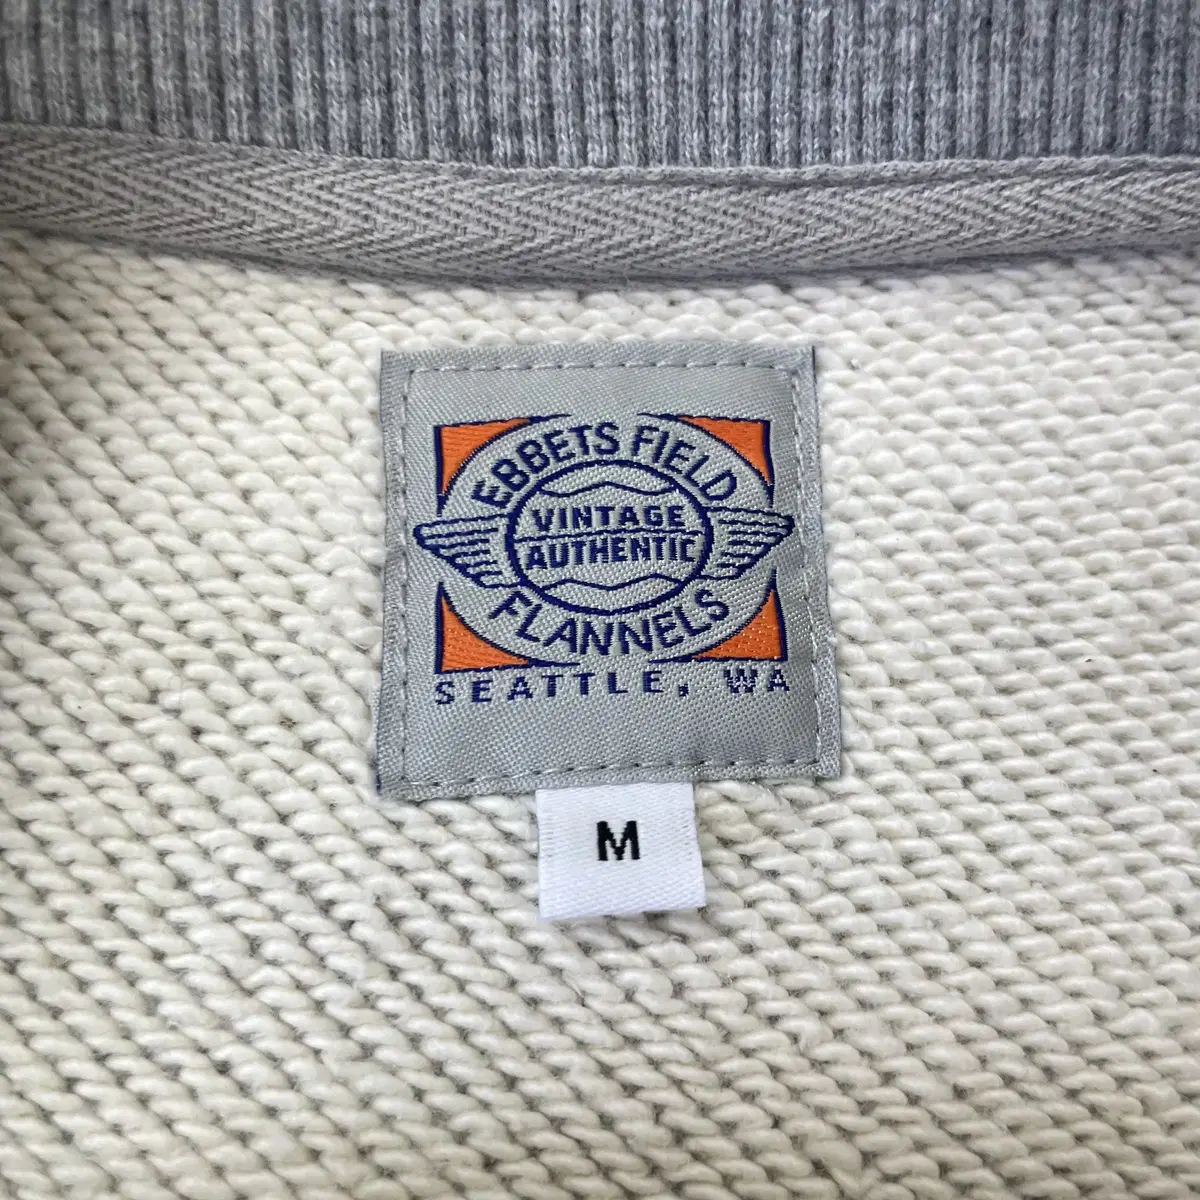 EBBETS FIELD
VINTAGE
AUTHENTIC
FLANNELS
SEATTLE, WA
M